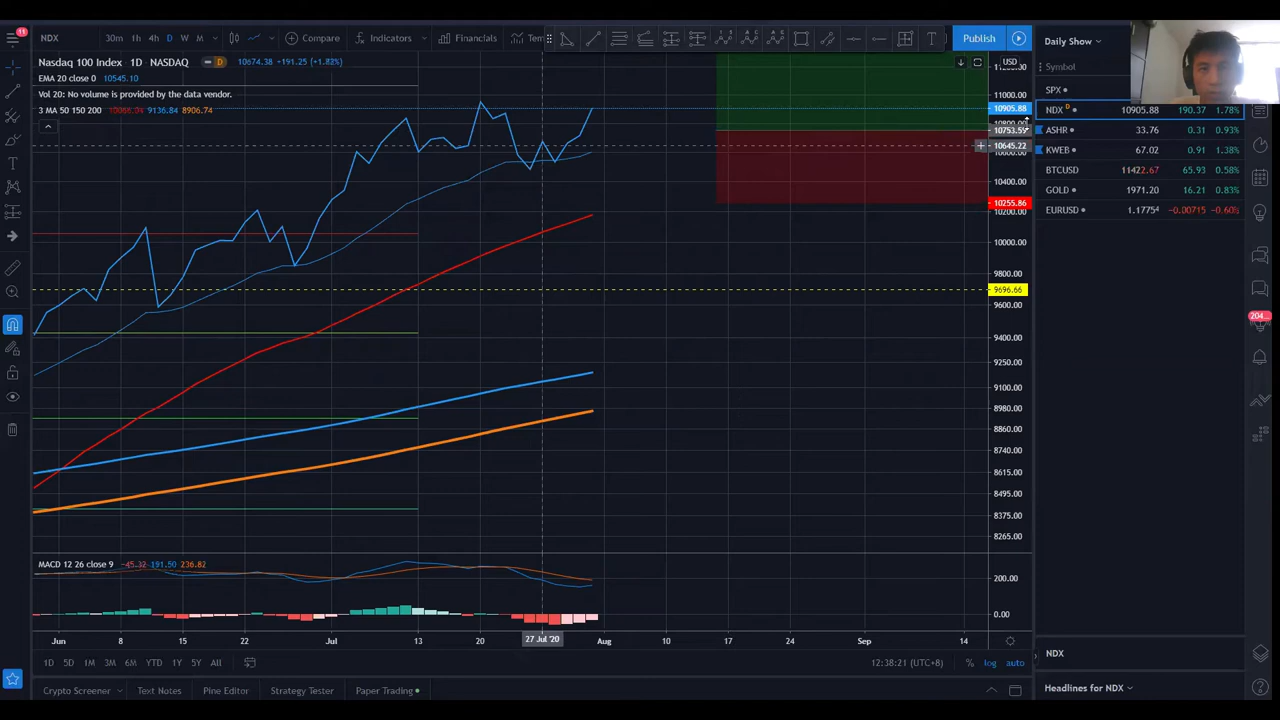 11
NDX
30m 1h 4h D W M
Compare
Indicators
Financials
Publish
Daily Show
Nasdaq 100 Index · 1D · NASDAQ
D
10674.38 +191.25
EMA 20 close 0 10545.10
Vol 20: No volume is provided by the data vendor.
3 MA 50 150 200
9136.84 8906.74
USD
Symbol
SPX
NDX D 10905.88 190.37 1.78%
ASHR 33.76 0.31 0.93%
KWEB 67.02 0.91 1.38%
BTCUSD 65.93 0.58%
GOLD 1971.20 16.21 0.83%
EURUSD 1.17754 -0.00715 -0.60%
11000.00
10905.88
10753.59
10645.22
10400.00
10255.86
10200.00
10000.00
9800.00
9696.66
9600.00
9400.00
9250.00
9100.00
8980.00
8860.00
8740.00
8615.00
8495.00
8375.00
8265.00
204...
MACD 12 26 close 9 -45.32 191.50 236.82
200.00
0.00
Jun 8 15 22 Jul 13 20 27 Jul '20 Aug 10 17 24 Sep 14
1D 5D 1M 3M 6M YTD 1Y 5Y All
12:38:21 (UTC+8) % log auto
Crypto Screener Text Notes Pine Editor Strategy Tester Paper Trading
NDX
Headlines for NDX